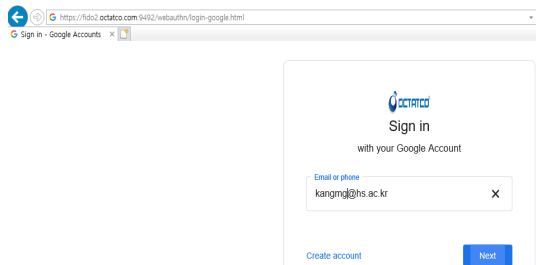 https://fido2.octatco.com:9492/webauthn/login-google.html
Sign in - Google Accounts
OCTATCO
Sign in
with your Google Account
Email or phone
kangmg@hs.ac.kr
Create account
Next